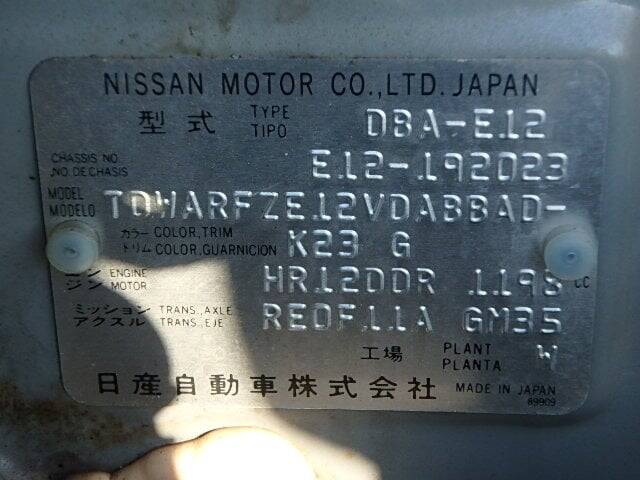 NISSAN MOTOR CO.,LTD. JAPAN
型式 TYPE TIPO DBA-E12
CHASSIS NO. NO.DE CHASIS E12-192023
MODEL MODELO TDWARFZE12VDABBAD-
カラー COLOR,TRIM トリム COLOR,GUARNICION K23 G
エンジン ENGINE MOTOR HR12DDR 1198 CC
ミッション TRANS.,AXLE アクスル TRANS.,EJE RE0F11A GM35
工場 PLANT PLANTA W
日産自動車株式会社 MADE IN JAPAN
89909